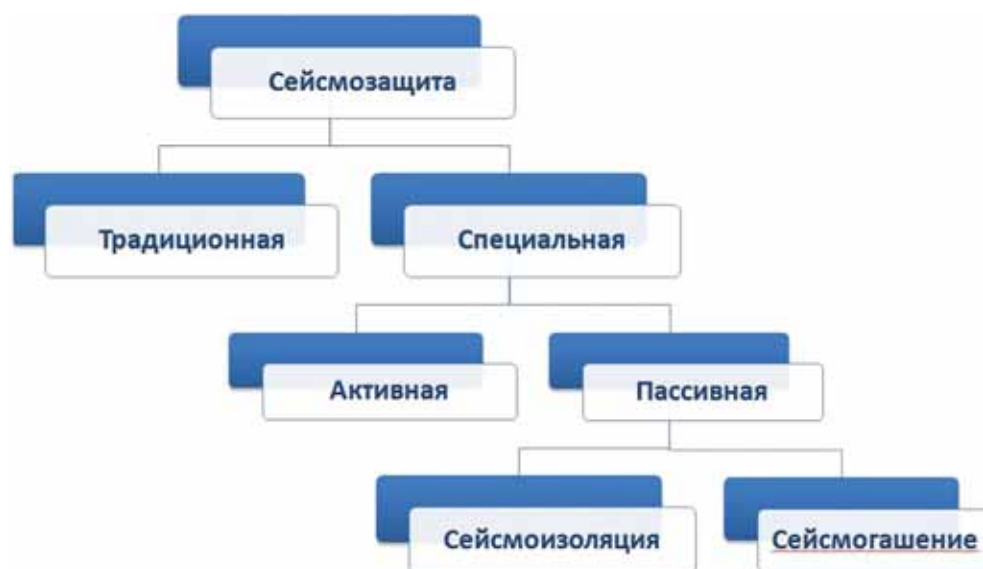 Сейсмозащита
Традиционная
Специальная
Активная
Пассивная
Сейсмоизоляция
Сейсмогашение